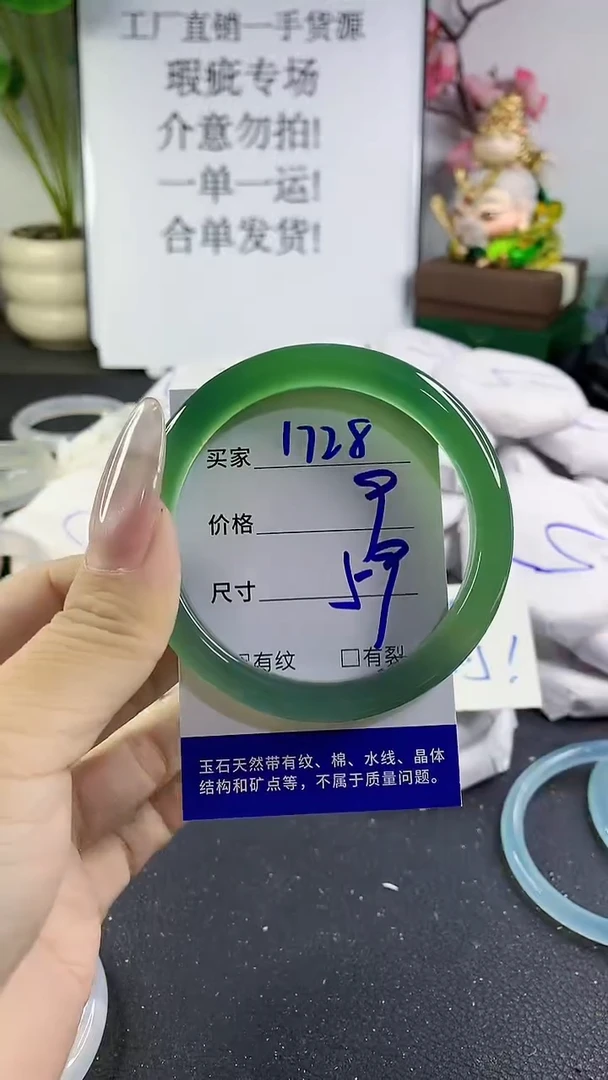 工厂直销一手货源
瑕疵专场
介意勿拍!
一单一运!
合单发货!
买家 1728
价格 9
尺寸 59
有纹 □有裂
玉石天然带有纹、棉、水线、晶体
结构和矿点等，不属于质量问题。